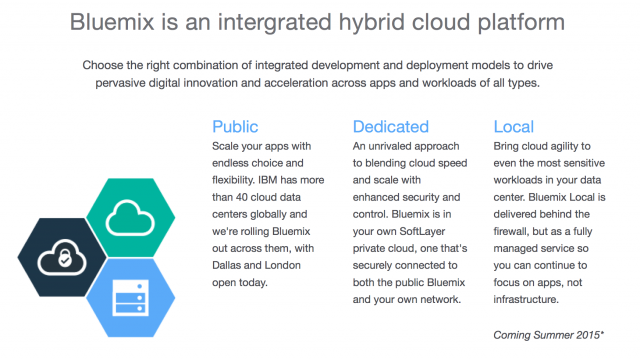 Bluemix is an intergrated hybrid cloud platform
Choose the right combination of integrated development and deployment models to drive
pervasive digital innovation and acceleration across apps and workloads of all types.
Public
Scale your apps with
endless choice and
flexibility. IBM has more
than 40 cloud data
centers globally and
we're rolling Bluemix
out across them, with
Dallas and London
open today.
Dedicated
An unrivaled approach
to blending cloud speed
and scale with
enhanced security and
control. Bluemix is in
your own SoftLayer
private cloud, one that's
securely connected to
both the public Bluemix
and your own network.
Local
Bring cloud agility to
even the most sensitive
workloads in your data
center. Bluemix Local is
delivered behind the
firewall, but as a fully
managed service so
you can continue to
focus on apps, not
infrastructure.
Coming Summer 2015*